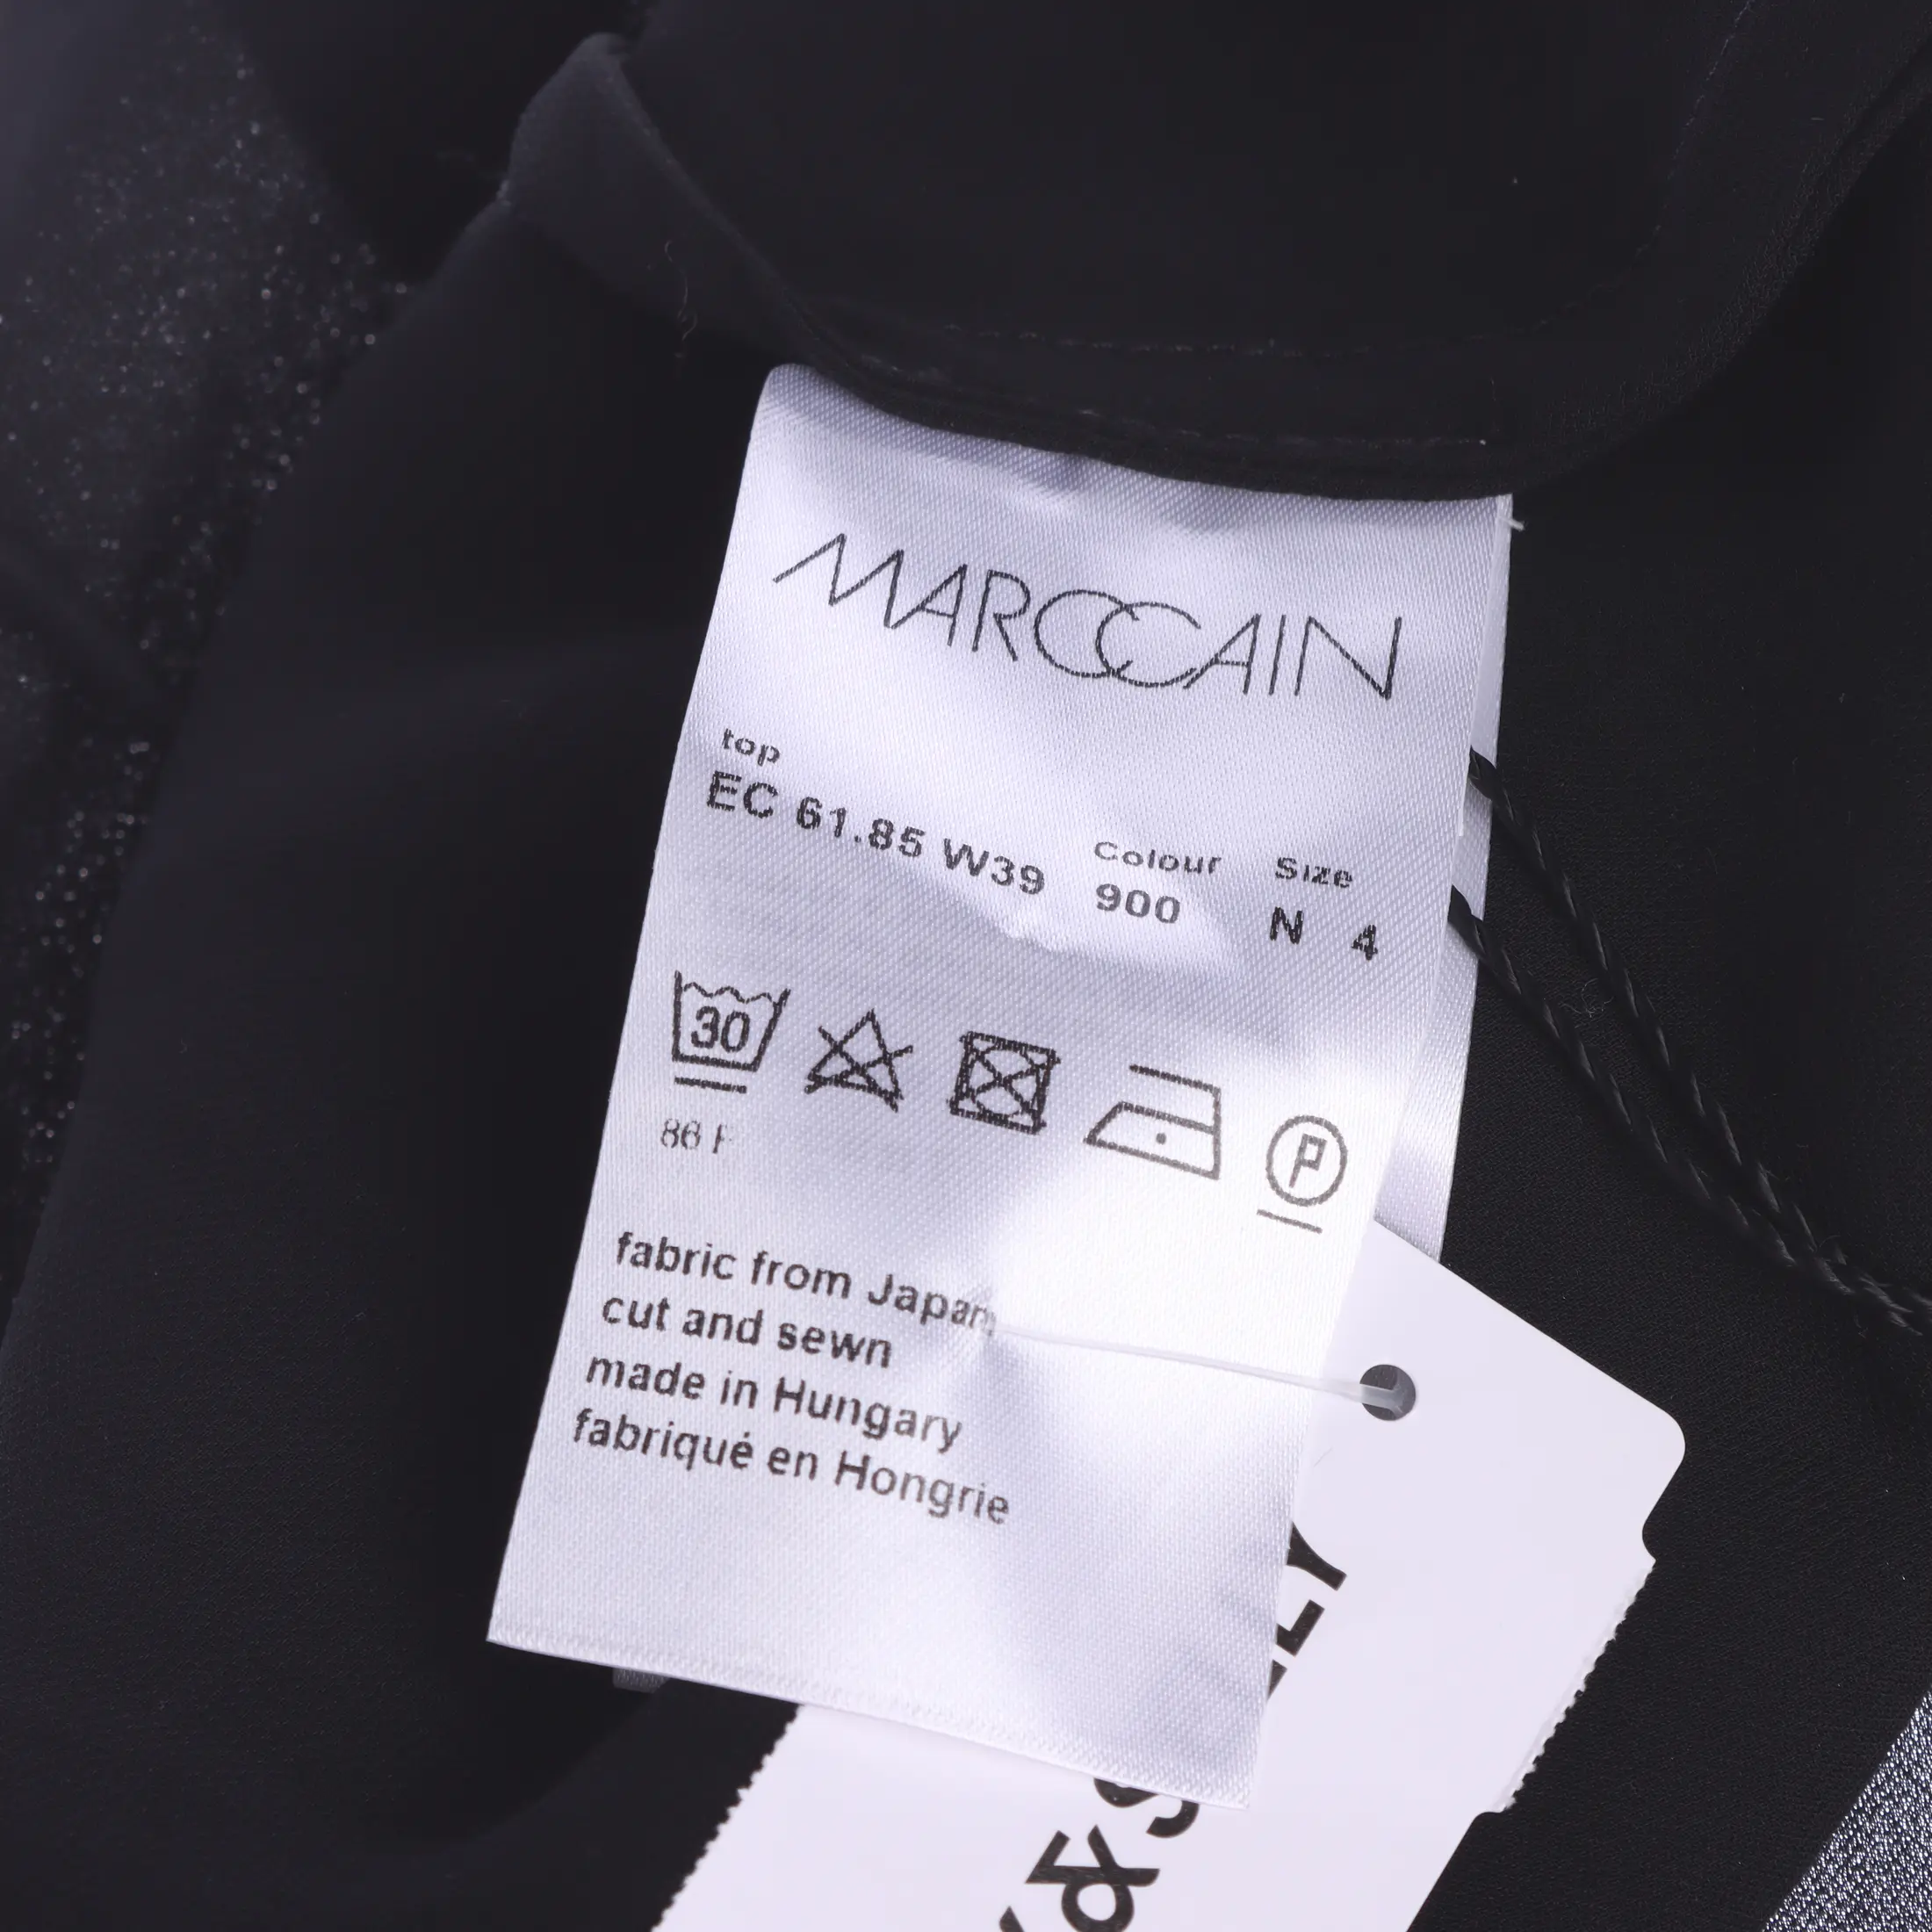 MARCCAIN
top
EC 61.85 W39 Colour 900 Size N 4
30
86 F
P
fabric from Japan
cut and sewn
made in Hungary
fabriqué en Hongrie